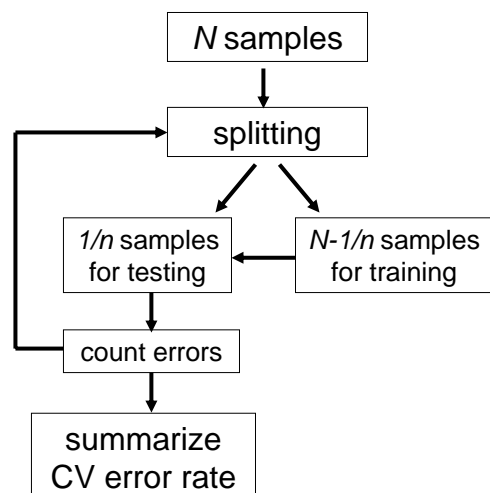 N samples
splitting
1/n samples
for testing
N-1/n samples
for training
count errors
summarize
CV error rate